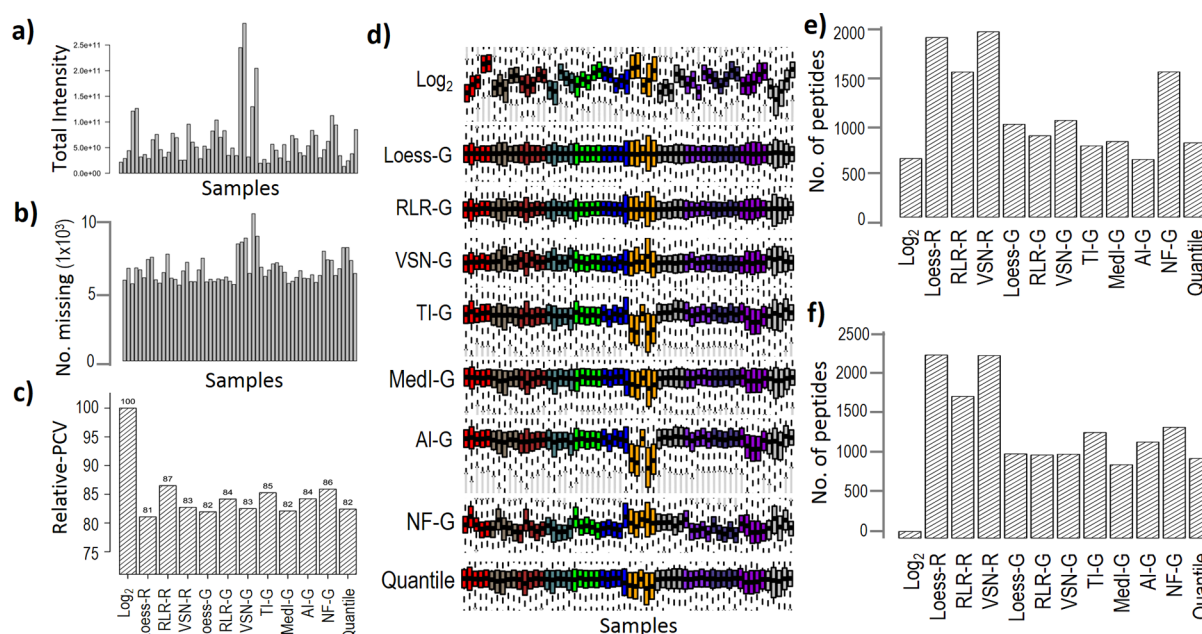 a)
Total Intensity
2.5e+11
2.0e+11
1.5e+11
1.0e+11
5.0e+10
0.0e+00
Samples
b)
No. missing (1x10³)
10
5
0
Samples
c)
Relative-PCV
100
95
90
85
80
75
100
81
87
83
82
84
83
85
82
84
86
82
Log₂
Loess-R
RLR-R
VSN-R
Loess-G
RLR-G
VSN-G
TI-G
MedI-G
AI-G
NF-G
Quantile
d)
Log₂
Loess-G
RLR-G
VSN-G
TI-G
MedI-G
AI-G
NF-G
Quantile
Samples
e)
No. of peptides
2000
1500
1000
500
0
Log₂
Loess-R
RLR-R
VSN-R
Loess-G
RLR-G
VSN-G
TI-G
MedI-G
AI-G
NF-G
Quantile
f)
No. of peptides
2500
2000
1500
1000
500
0
Log₂
Loess-R
RLR-R
VSN-R
Loess-G
RLR-G
VSN-G
TI-G
MedI-G
AI-G
NF-G
Quantile